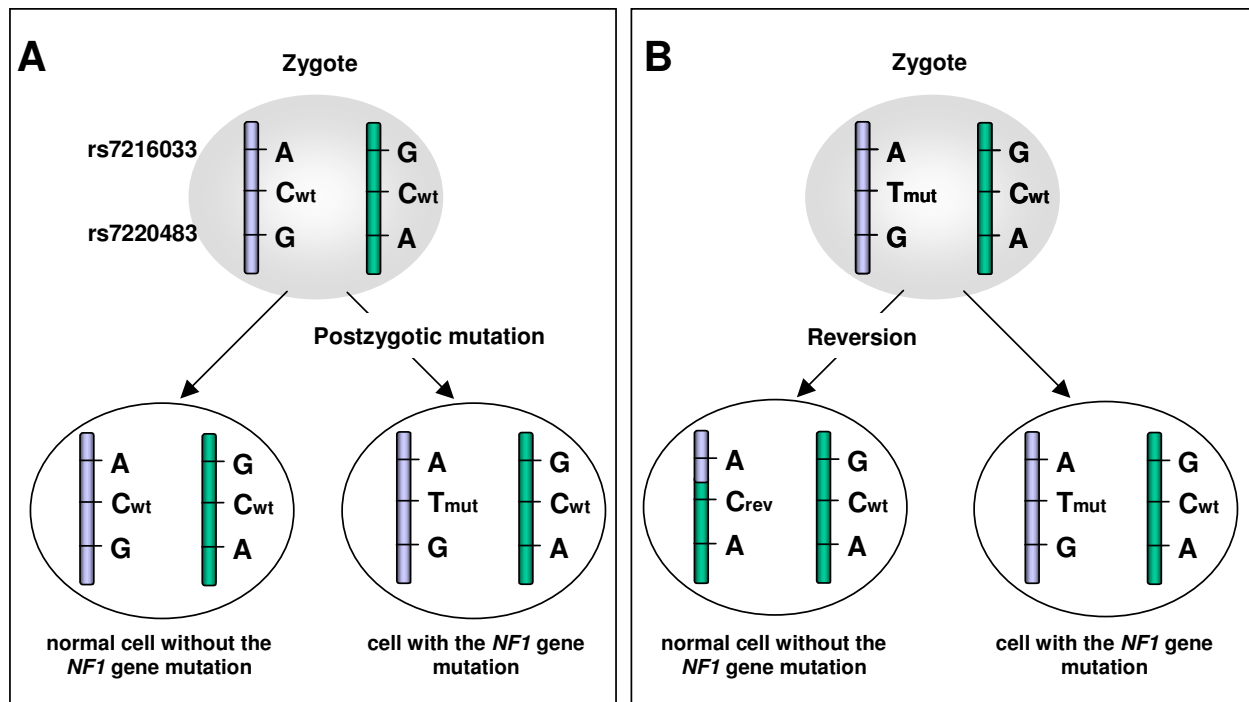 A
Zygote
rs7216033
A
G
Cwt
Cwt
rs7220483
G
A
Postzygotic mutation
A
G
Cwt
Cwt
G
A
normal cell without the
NF1 gene mutation
A
G
Tmut
Cwt
G
A
cell with the NF1 gene
mutation
B
Zygote
A
G
Tmut
Cwt
G
A
Reversion
A
G
Crev
Cwt
A
A
normal cell without the
NF1 gene mutation
A
G
Tmut
Cwt
G
A
cell with the NF1 gene
mutation